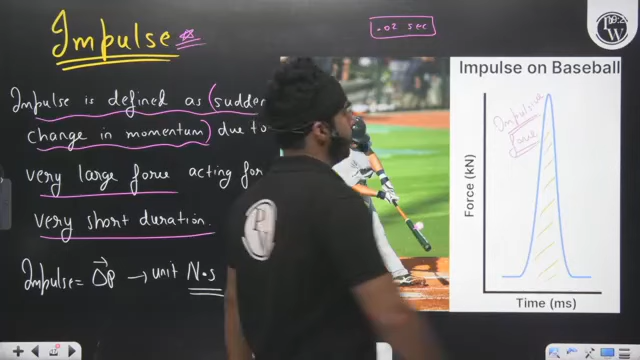 Impulse
.02 sec
Impulse is defined as (sudden
change in momentum) due to
very large force acting for
very short duration.
Impulse = Δp → unit N.s
Impulse on Baseball
Impulsive
Force
Force (kN)
Time (ms)
PW